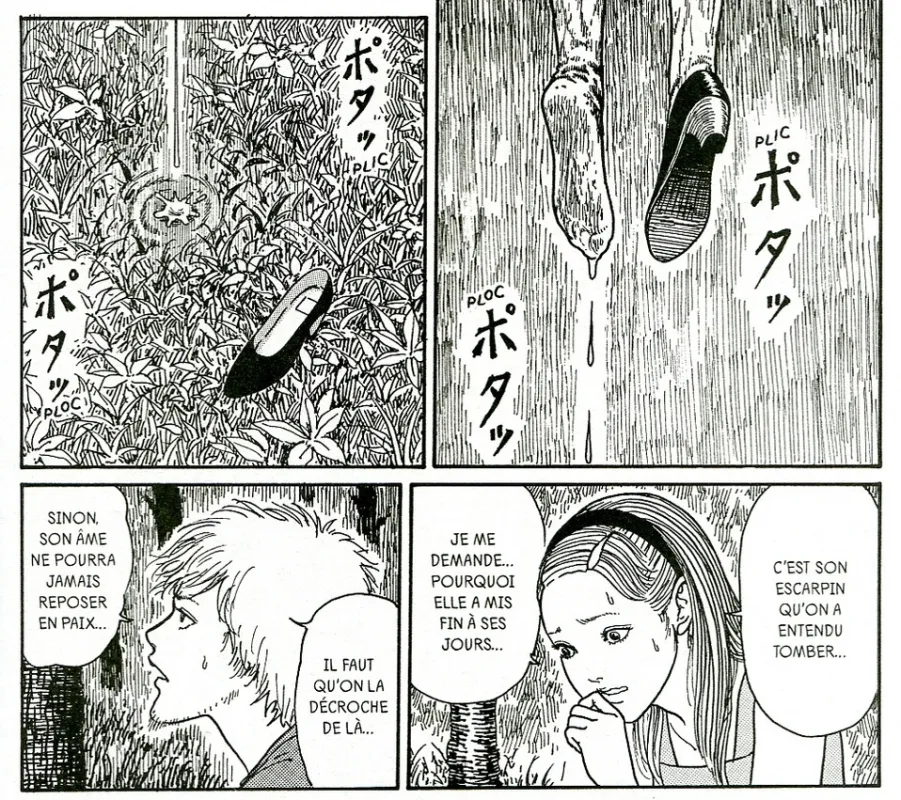 PLIC
ポタッ
PLOC
ポタッ
ポタッ
PLIC
ポタッ
PLOC
C'EST SON
ESCARPIN
QU'ON A
ENTENDU
TOMBER...
JE ME
DEMANDE...
POURQUOI
ELLE A MIS
FIN À SES
JOURS...
IL FAUT
QU'ON LA
DÉCROCHE
DE LÀ...
SINON,
SON ÂME
NE POURRA
JAMAIS
REPOSER
EN PAIX...